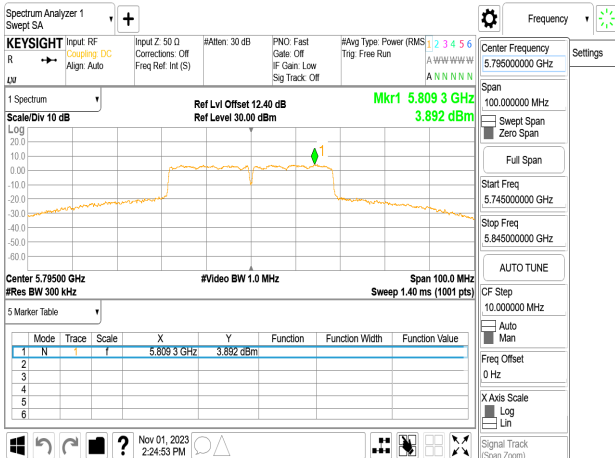 Spectrum Analyzer 1
Swept SA
Frequency
KEYSIGHT
R
LXI
Input: RF
Coupling: DC
Align: Auto
Input Z: 50 Ω
Corrections: Off
Freq Ref: Int (S)
#Atten: 30 dB
PNO: Fast
Gate: Off
IF Gain: Low
Sig Track: Off
#Avg Type: Power (RMS
Trig: Free Run
1 2 3 4 5 6
A W W W W W
A N N N N N
Settings
1 Spectrum
Scale/Div 10 dB
Ref Lvl Offset 12.40 dB
Ref Level 30.00 dBm
Mkr1 5.809 3 GHz
3.892 dBm
Log
20.0
10.0
0.00
-10.0
-20.0
-30.0
-40.0
-50.0
-60.0
1
Center 5.79500 GHz
#Res BW 300 kHz
#Video BW 1.0 MHz
Span 100.0 MHz
Sweep 1.40 ms (1001 pts)
5 Marker Table
Mode Trace Scale X Y Function Function Width Function Value
1 N 1 f 5.809 3 GHz 3.892 dBm
2
3
4
5
6
?
Nov 01, 2023
2:24:53 PM
Center Frequency
5.795000000 GHz
Span
100.000000 MHz
Swept Span
Zero Span
Full Span
Start Freq
5.745000000 GHz
Stop Freq
5.845000000 GHz
AUTO TUNE
CF Step
10.000000 MHz
Auto
Man
Freq Offset
0 Hz
X Axis Scale
Log
Lin
Signal Track
(Span Zoom)